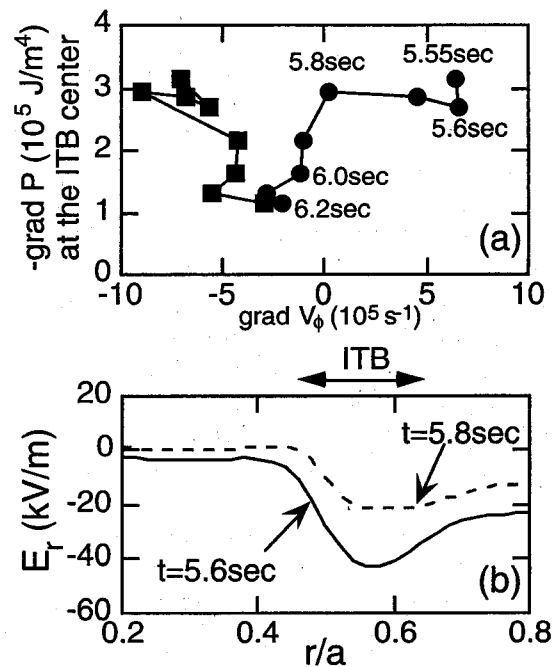 4
3
2
1
0
-grad P (10⁵ J/m⁴)
at the ITB center
5.8sec
5.55sec
5.6sec
6.0sec
6.2sec
(a)
-10
-5
0
5
10
grad Vϕ (10⁵ s⁻¹)
ITB
20
0
-20
-40
-60
Eᵣ (kV/m)
t=5.8sec
t=5.6sec
(b)
0.2
0.4
0.6
0.8
r/a